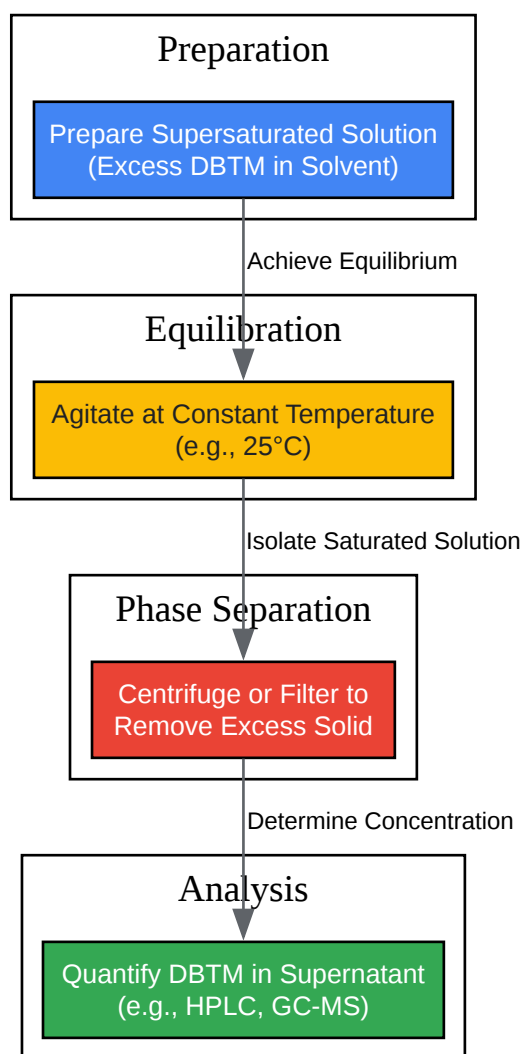 Preparation
Prepare Supersaturated Solution
(Excess DBTM in Solvent)
Achieve Equilibrium
Equilibration
Agitate at Constant Temperature
(e.g., 25°C)
Isolate Saturated Solution
Phase Separation
Centrifuge or Filter to
Remove Excess Solid
Determine Concentration
Analysis
Quantify DBTM in Supernatant
(e.g., HPLC, GC-MS)